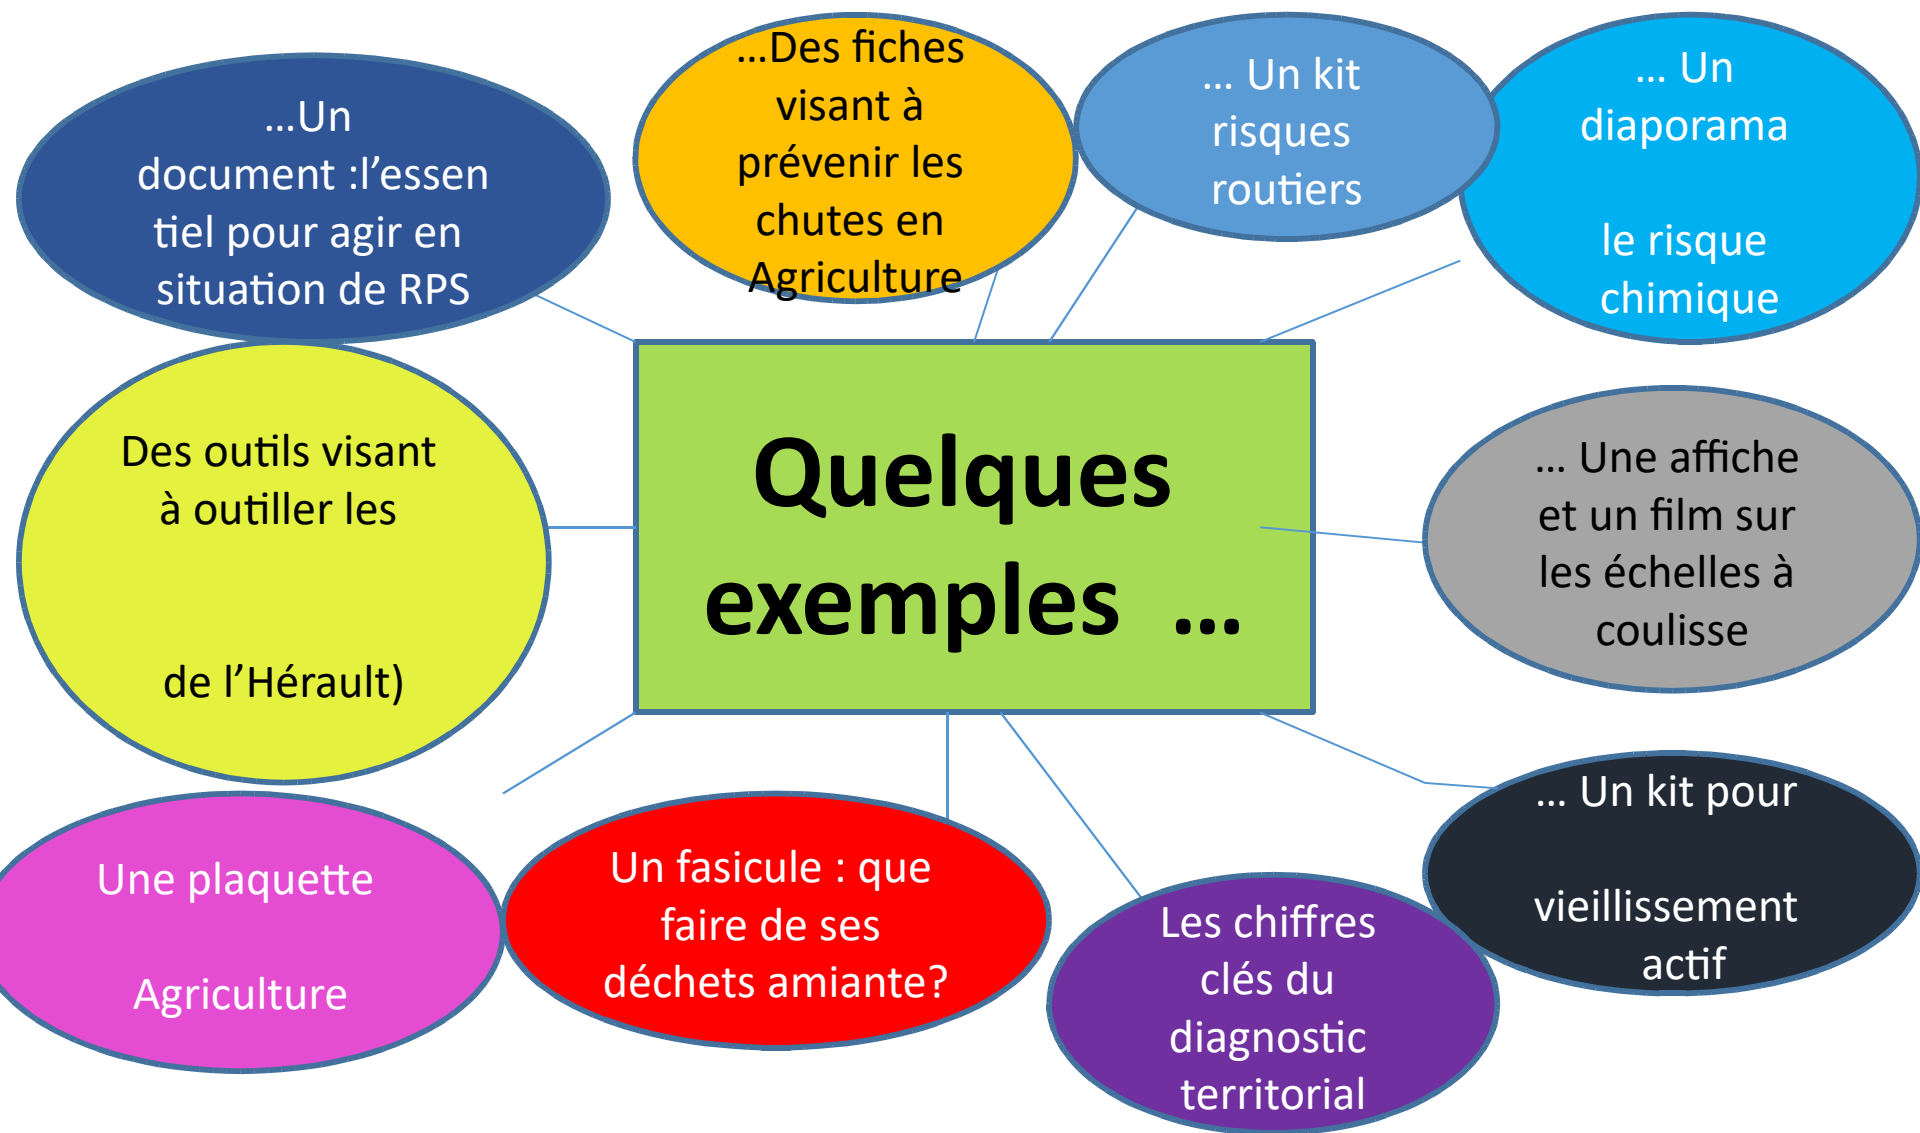 …Un
document :l’essen
tiel pour agir en
situation de RPS
…Des fiches
visant à
prévenir les
chutes en
Agriculture
… Un kit
risques
routiers
… Un
diaporama
le risque
chimique
Des outils visant
à outiller les
de l’Hérault)
Quelques
exemples …
… Une affiche
et un film sur
les échelles à
coulisse
Une plaquette
Agriculture
Un fasicule : que
faire de ses
déchets amiante?
Les chiffres
clés du
diagnostic
territorial
… Un kit pour
vieillissement
actif